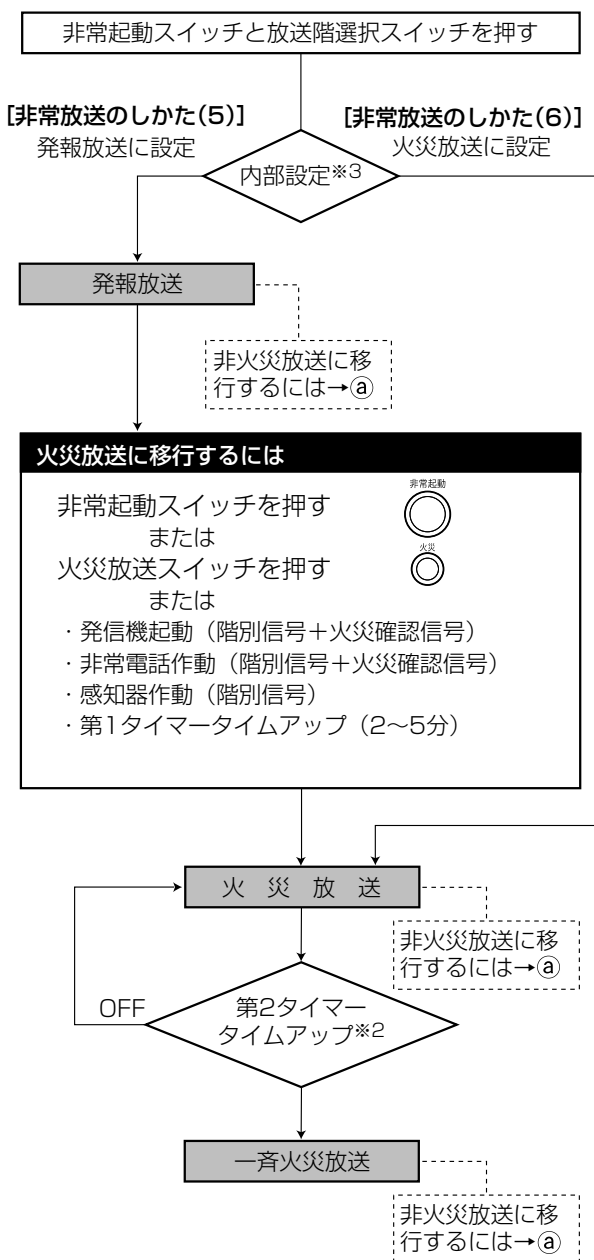 非常起動スイッチと放送階選択スイッチを押す
[非常放送のしかた(5)]
発報放送に設定
[非常放送のしかた(6)]
火災放送に設定
内部設定※3
発報放送
非火災放送に移
行するには→ⓐ
火災放送に移行するには
非常起動スイッチを押す
非常起動
または
火災放送スイッチを押す
火災
または
・発信機起動（階別信号＋火災確認信号）
・非常電話作動（階別信号＋火災確認信号）
・感知器作動（階別信号）
・第1タイマータイムアップ（2〜5分）
火　災　放　送
非火災放送に移
行するには→ⓐ
OFF
第2タイマー
タイムアップ※2
一斉火災放送
非火災放送に移
行するには→ⓐ